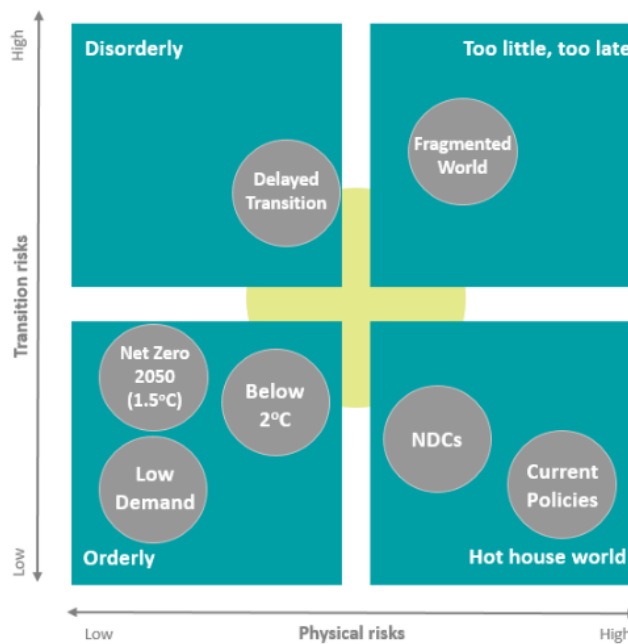 High
Transition risks
Low
Disorderly
Too little, too late
Delayed
Transition
Fragmented
World
Net Zero
2050
(1.5°C)
Below
2°C
Low
Demand
NDCs
Current
Policies
Orderly
Hot house world
Low
Physical risks
High